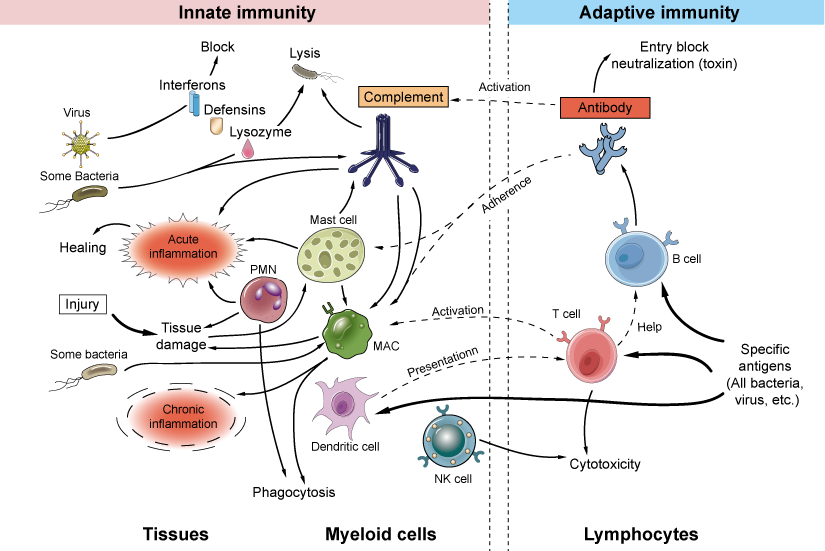 Innate immunity
Adaptive immunity
Block
Lysis
Entry block
neutralization (toxin)
Interferons
Complement
Activation
Antibody
Virus
Defensins
Lysozyme
Some Bacteria
Adherence
Mast cell
Acute
inflammation
Healing
B cell
PMN
Injury
Activation
T cell
Tissue
damage
MAC
Help
Some bacteria
Presentationn
Specific
antigens
(All bacteria,
virus, etc.)
Chronic
inflammation
Dendritic cell
NK cell
Cytotoxicity
Phagocytosis
Tissues
Myeloid cells
Lymphocytes